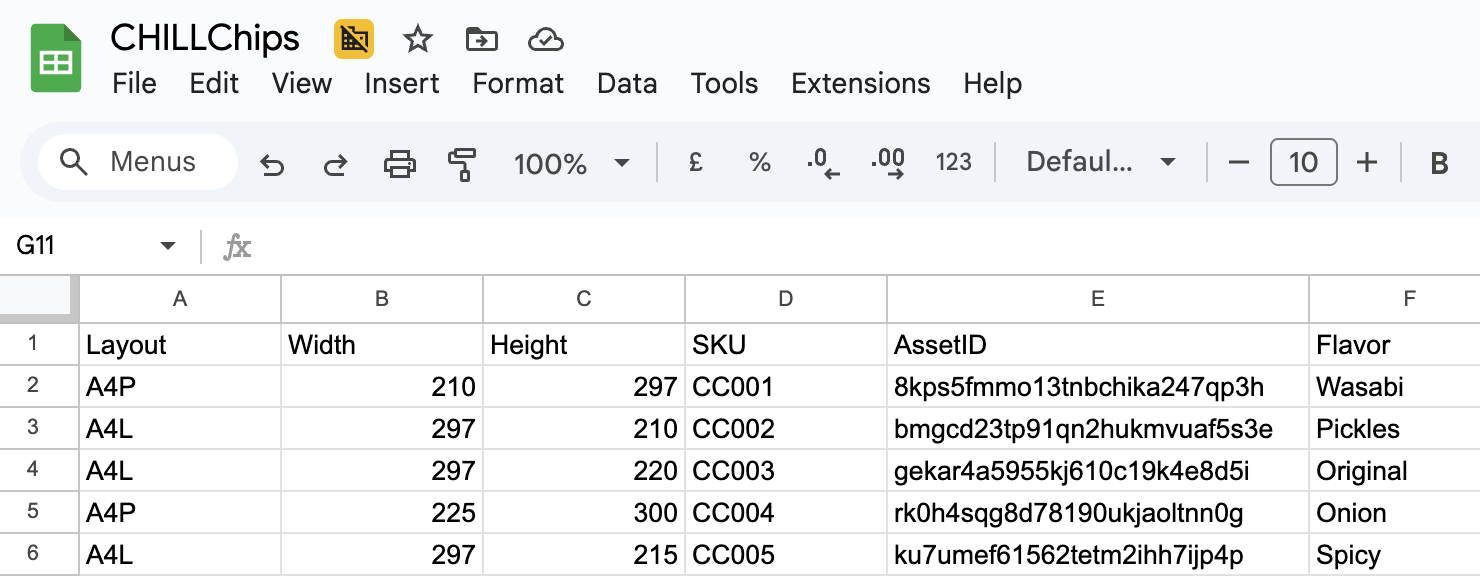 CHILLChips
File Edit View Insert Format Data Tools Extensions Help
Menus 100% £ % .0 .00 123 Defaul... 10 B
G11 fx
A B C D E F
1 Layout Width Height SKU AssetID Flavor
2 A4P 210 297 CC001 8kps5fmmo13tnbchika247qp3h Wasabi
3 A4L 297 210 CC002 bmgcd23tp91qn2hukmvuaf5s3e Pickles
4 A4L 297 220 CC003 gekar4a5955kj610c19k4e8d5i Original
5 A4P 225 300 CC004 rk0h4sqg8d78190ukjaoltnn0g Onion
6 A4L 297 215 CC005 ku7umef61562tetm2ihh7ijp4p Spicy